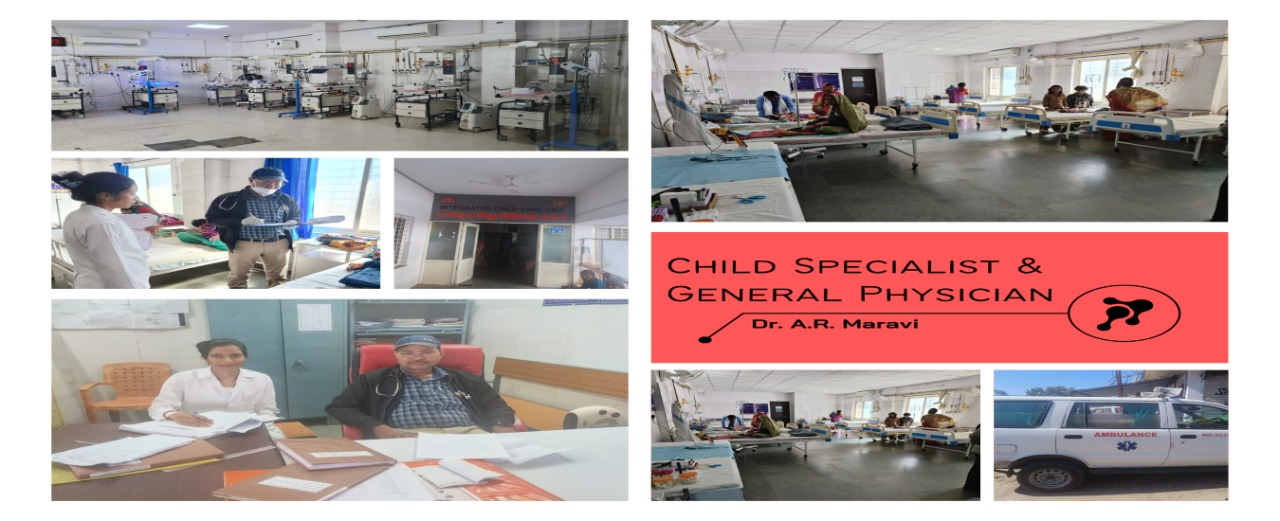 INTEGRATED CHILD CARE UNIT
CHILD SPECIALIST &
GENERAL PHYSICIAN
Dr. A.R. Maravi
AMBULANCE